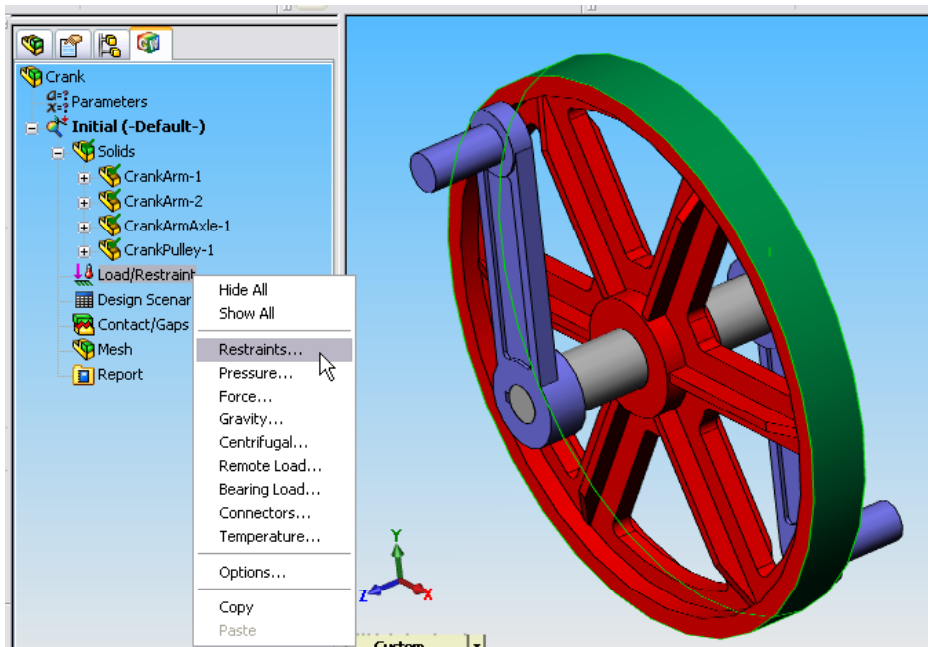 Crank
Parameters
Initial (-Default-)
Solids
CrankArm-1
CrankArm-2
CrankArmAxle-1
CrankPulley-1
Load/Restraint
Design Scenar
Contact/Gaps
Mesh
Report
Hide All
Show All
Restraints...
Pressure...
Force...
Gravity...
Centrifugal...
Remote Load...
Bearing Load...
Connectors...
Temperature...
Options...
Copy
Paste
Y
Z
X
Custom